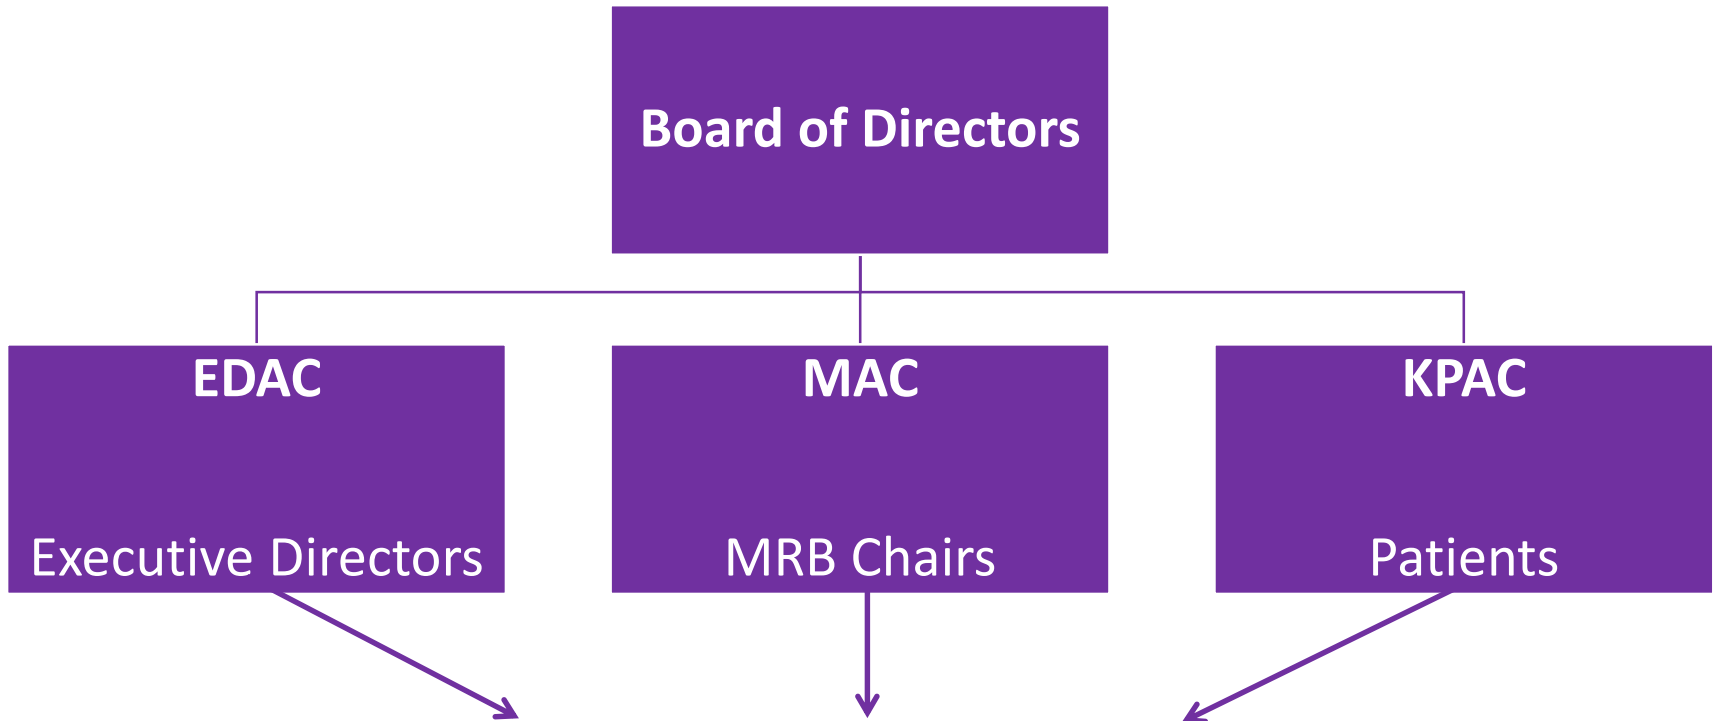 Board of Directors
EDAC
Executive Directors
MAC
MRB Chairs
KPAC
Patients